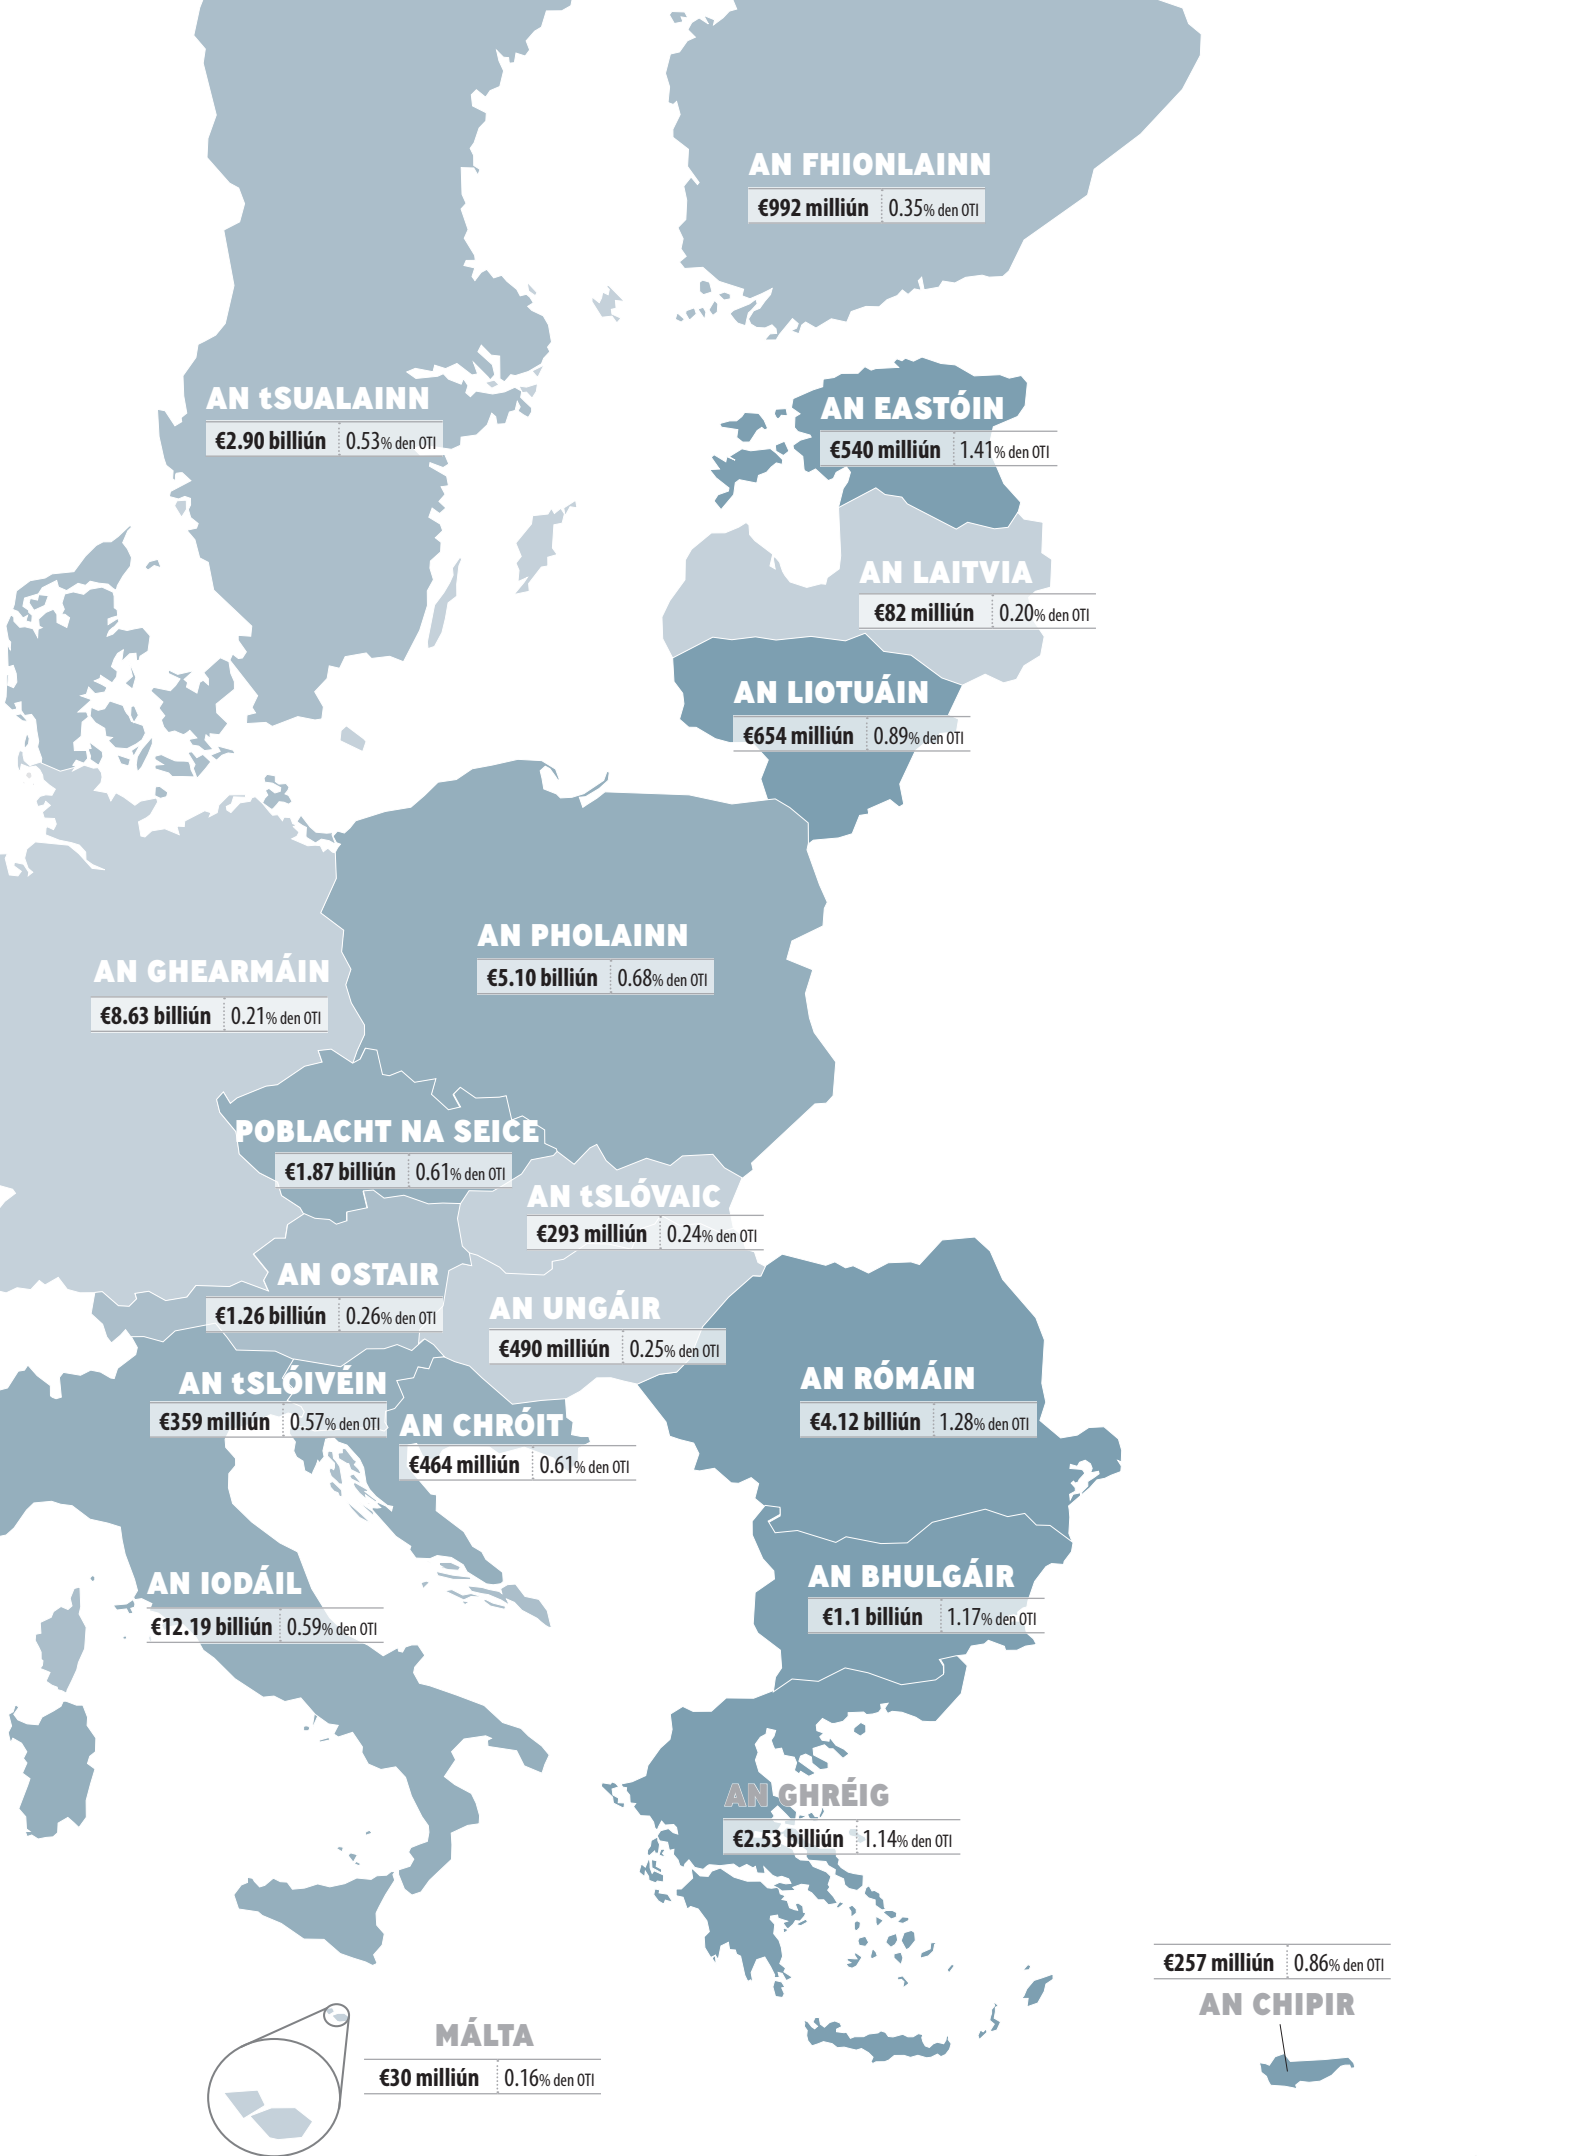 AN FHIONLAINN
€992 milliún 0.35% den OTI
AN tSUALAINN
€2.90 billiún 0.53% den OTI
AN EASTÓIN
€540 milliún 1.41% den OTI
AN LAITVIA
€82 milliún 0.20% den OTI
AN LIOTUÁIN
€654 milliún 0.89% den OTI
AN PHOLAINN
€5.10 billiún 0.68% den OTI
AN GHEARMÁIN
€8.63 billiún 0.21% den OTI
POBLACHT NA SEICE
€1.87 billiún 0.61% den OTI
AN tSLÓVAIC
€293 milliún 0.24% den OTI
AN OSTAIR
€1.26 billiún 0.26% den OTI
AN UNGÁIR
€490 milliún 0.25% den OTI
AN tSLÓIVÉIN
€359 milliún 0.57% den OTI
AN CHRÓIT
€464 milliún 0.61% den OTI
AN RÓMÁIN
€4.12 billiún 1.28% den OTI
AN IODÁIL
€12.19 billiún 0.59% den OTI
AN BHULGÁIR
€1.1 billiún 1.17% den OTI
AN GHRÉIG
€2.53 billiún 1.14% den OTI
€257 milliún 0.86% den OTI
AN CHIPIR
MÁLTA
€30 milliún 0.16% den OTI